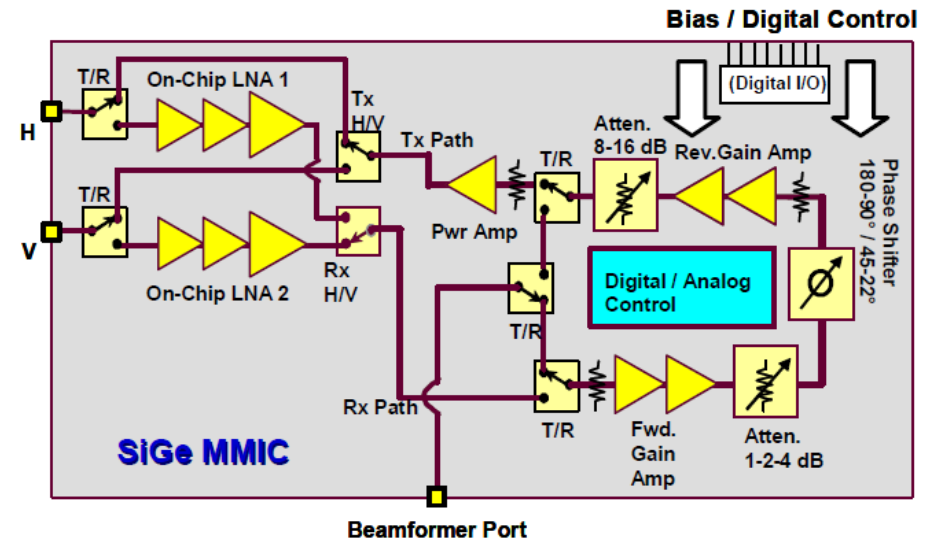 Bias / Digital Control
T/R
On-Chip LNA 1
H
Tx
H/V
Tx Path
(Digital I/O)
Atten.
8-16 dB
Rev.Gain Amp
T/R
Phase Shifter
180-90° / 45-22°
T/R
V
On-Chip LNA 2
Rx
H/V
Pwr Amp
T/R
Digital / Analog
Control
Φ
Rx Path
T/R
Fwd.
Gain
Amp
Atten.
1-2-4 dB
SiGe MMIC
Beamformer Port